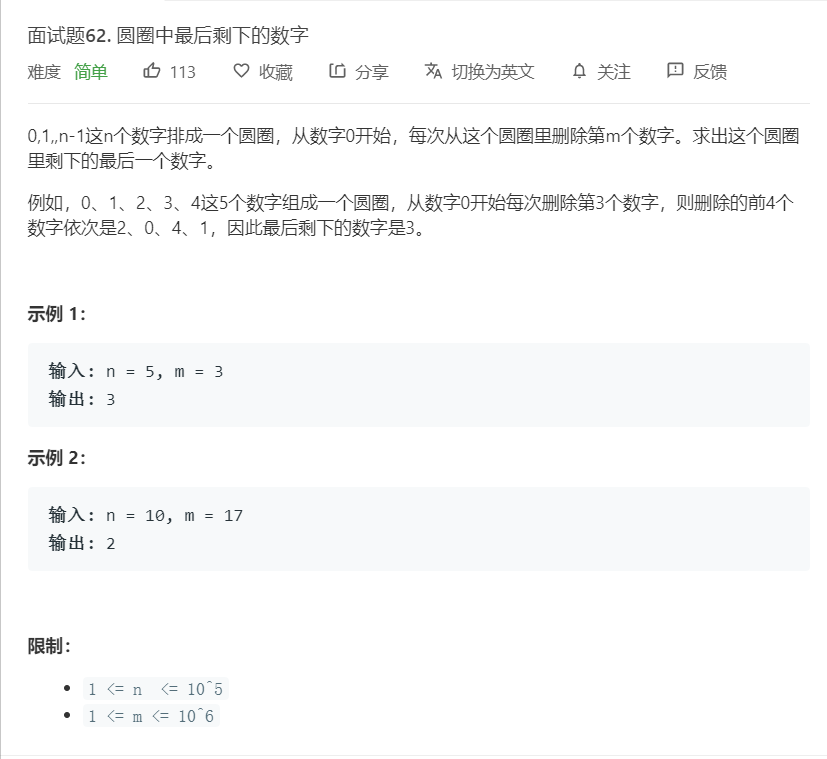 面试题62. 圆圈中最后剩下的数字
难度 简单 113 收藏 分享 切换为英文 关注 反馈
0,1,,n-1这n个数字排成一个圆圈，从数字0开始，每次从这个圆圈里删除第m个数字。求出这个圆圈
里剩下的最后一个数字。
例如，0、1、2、3、4这5个数字组成一个圆圈，从数字0开始每次删除第3个数字，则删除的前4个
数字依次是2、0、4、1，因此最后剩下的数字是3。
示例 1：
输入: n = 5, m = 3
输出: 3
示例 2：
输入: n = 10, m = 17
输出: 2
限制：
1 <= n <= 10^5
1 <= m <= 10^6